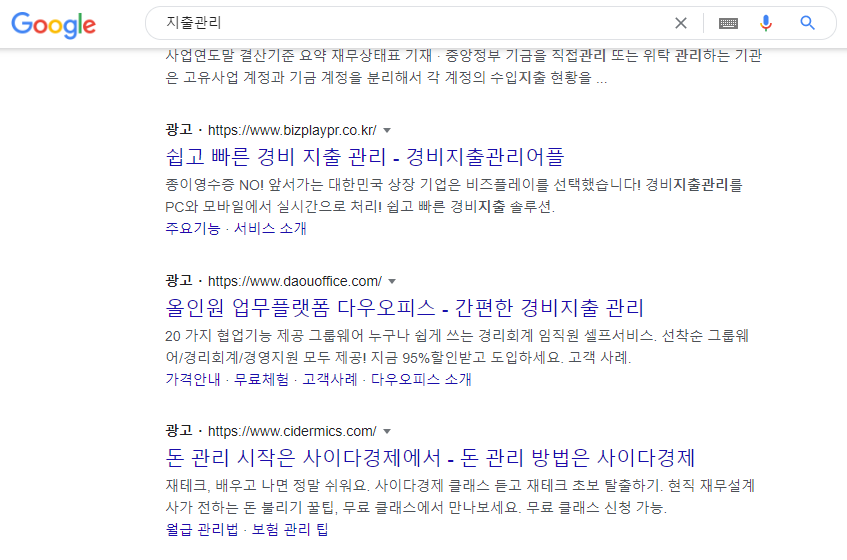 Google
지출관리
사업연도말 결산기준 요약 재무상태표 기재 · 중앙정부 기금을 직접관리 또는 위탁 관리하는 기관
은 고유사업 계정과 기금 계정을 분리해서 각 계정의 수입지출 현황을 ...
광고 · https://www.bizplaypr.co.kr/
쉽고 빠른 경비 지출 관리 - 경비지출관리어플
종이영수증 NO! 앞서가는 대한민국 상장 기업은 비즈플레이를 선택했습니다! 경비지출관리를
PC와 모바일에서 실시간으로 처리! 쉽고 빠른 경비지출 솔루션.
주요기능 · 서비스 소개
광고 · https://www.daouoffice.com/
올인원 업무플랫폼 다우오피스 - 간편한 경비지출 관리
20 가지 협업기능 제공 그룹웨어 누구나 쉽게 쓰는 경리회계 임직원 셀프서비스. 선착순 그룹웨
어/경리회계/경영지원 모두 제공! 지금 95%할인받고 도입하세요. 고객 사례.
가격안내 · 무료체험 · 고객사례 · 다우오피스 소개
광고 · https://www.cidermics.com/
돈 관리 시작은 사이다경제에서 - 돈 관리 방법은 사이다경제
재테크, 배우고 나면 정말 쉬워요. 사이다경제 클래스 듣고 재테크 초보 탈출하기. 현직 재무설계
사가 전하는 돈 불리기 꿀팁, 무료 클래스에서 만나보세요. 무료 클래스 신청 가능.
월급 관리법 · 보험 관리 팁